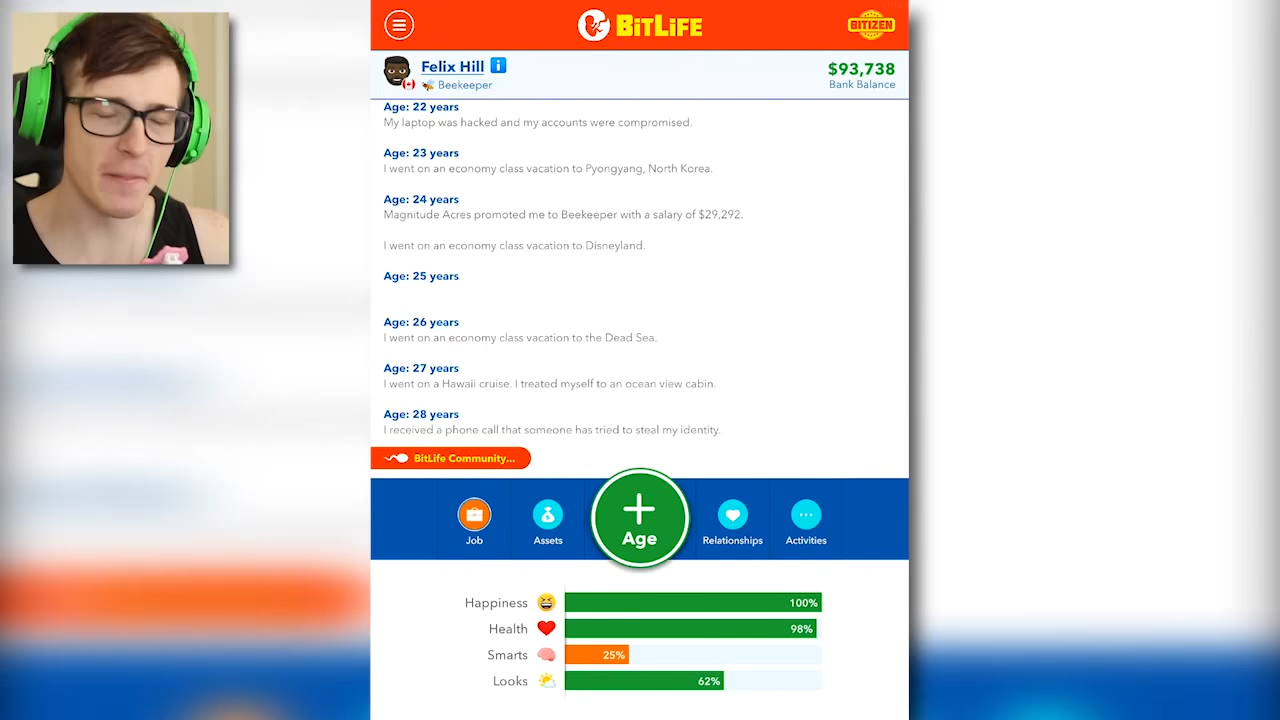 BITLIFE
BITIZEN
Felix Hill
Beekeeper
$93,738
Bank Balance
Age: 22 years
My laptop was hacked and my accounts were compromised.
Age: 23 years
I went on an economy class vacation to Pyongyang, North Korea.
Age: 24 years
Magnitude Acres promoted me to Beekeeper with a salary of $29,292.
I went on an economy class vacation to Disneyland.
Age: 25 years
Age: 26 years
I went on an economy class vacation to the Dead Sea.
Age: 27 years
I went on a Hawaii cruise. I treated myself to an ocean view cabin.
Age: 28 years
I received a phone call that someone has tried to steal my identity.
BitLife Community...
Job
Assets
Age
Relationships
Activities
Happiness 100%
Health 98%
Smarts 25%
Looks 62%